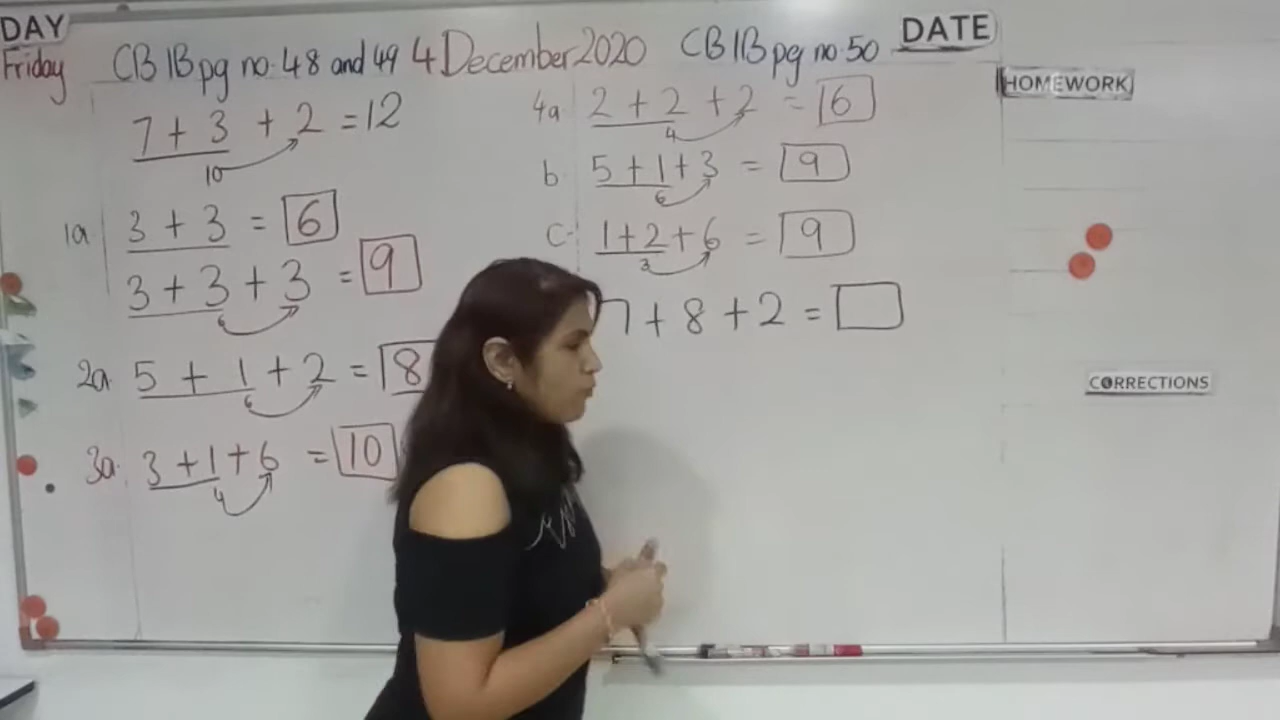 DAY
DATE
Friday
CB 1B pg no. 48 and 49
4 December 2020
CB 1B pg no. 50
HOMEWORK
7 + 3 + 2 = 12
10
1a 3 + 3 = 6
3 + 3 + 3 = 9
6
2a. 5 + 1 + 2 = 8
6
3a. 3 + 1 + 6 = 10
4
4a 2 + 2 + 2 = 6
4
b. 5 + 1 + 3 = 9
6
c. 1 + 2 + 6 = 9
3
7 + 8 + 2 =
CORRECTIONS